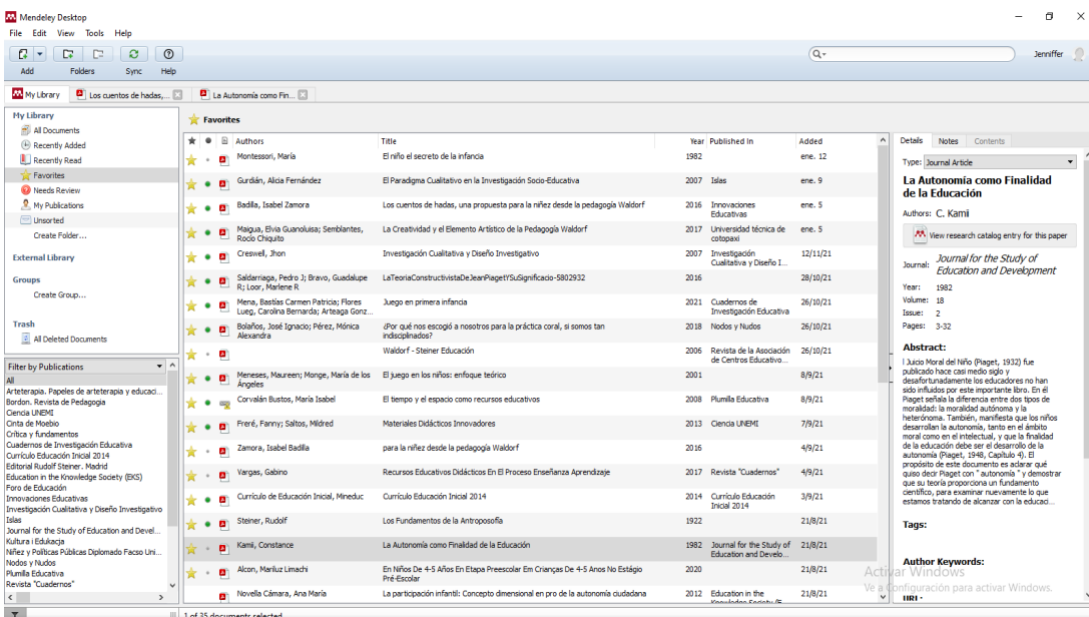 Mendeley Desktop
File Edit View Tools Help
Add Folders Sync Help
Jenniffer
My Library Los cuentos de hadas,... La Autonomía como Fin...
My Library
All Documents
Recently Added
Recently Read
Favorites
Needs Review
My Publications
Unsorted
Create Folder...
External Library
Groups
Create Group...
Trash
All Deleted Documents
Filter by Publications
All
Arteterapia. Papeles de arteterapia y educaci...
Bordon. Revista de Pedagogia
Ciencia UNEMI
Cinta de Moebio
Crítica y fundamentos
Cuadernos de Investigación Educativa
Currículo Educación Inicial 2014
Editorial Rudolf Steiner. Madrid
Education in the Knowledge Society (EKS)
Foro de Educación
Innovaciones Educativas
Investigación Cualitativa y Diseño Investigativo
Islas
Journal for the Study of Education and Devel...
Kultura i Edukacja
Niñez y Políticas Públicas Diplomado Facso Uni...
Nodos y Nudos
Plumilla Educativa
Revista "Cuadernos"
Favorites
Authors Title Year Published In Added
Montessori, María El niño el secreto de la infancia 1982 ene. 12
Gurdián, Alicia Fernández El Paradigma Cualitativo en la Investigación Socio-Educativa 2007 Islas ene. 9
Badilla, Isabel Zamora Los cuentos de hadas, una propuesta para la niñez desde la pedagogía Waldorf 2016 Innovaciones ene. 5
Educativas
Maigua, Elvia Guanoluisa; Semblantes, La Creatividad y el Elemento Artístico de la Pedagogía Waldorf 2017 Universidad técnica de ene. 5
Rocío Chiquito cotopaxi
Creswell, Jhon Investigación Cualitativa y Diseño Investigativo 2007 Investigación 12/11/21
Cualitativa y Diseño I...
Saldarriaga, Pedro J; Bravo, Guadalupe LaTeoriaConstructivistaDeJeanPiagetYSuSignificacio-5802932 2016 28/10/21
R; Loor, Marlene R
Mena, Bastías Carmen Patricia; Flores Juego en primera infancia 2021 Cuadernos de 26/10/21
Lueg, Carolina Bernarda; Arteaga Gonz... Investigación Educativa
Bolaños, José Ignacio; Pérez, Mónica ¿Por qué nos escogió a nosotros para la práctica coral, si somos tan 2018 Nodos y Nudos 26/10/21
Alexandra indisciplinados?
Waldorf - Steiner Educación 2006 Revista de la Asociación 26/10/21
de Centros Educativo...
Meneses, Maureen; Monge, María de los El juego en los niños: enfoque teórico 2001 8/9/21
Ángeles
Corvalán Bustos, María Isabel El tiempo y el espacio como recursos educativos 2008 Plumilla Educativa 8/9/21
Freré, Fanny; Saltos, Mildred Materiales Didácticos Innovadores 2013 Ciencia UNEMI 7/9/21
Zamora, Isabel Badilla para la niñez desde la pedagogía Waldorf 2016 4/9/21
Vargas, Gabino Recursos Educativos Didácticos En El Proceso Enseñanza Aprendizaje 2017 Revista "Cuadernos" 4/9/21
Currículo de Educación Inicial, Mineduc Currículo Educación Inicial 2014 2014 Currículo Educación 3/9/21
Inicial 2014
Steiner, Rudolf Los Fundamentos de la Antroposofía 1922 21/8/21
Kamii, Constance La Autonomía como Finalidad de la Educación 1982 Journal for the Study of 21/8/21
Education and Develo...
Alcon, Mariluz Limachi En Niños De 4-5 Años En Etapa Preescolar Em Crianças De 4-5 Anos No Estágio 2020 21/8/21
Pré-Escolar
Novella Cámara, Ana María La participación infantil: Concepto dimensional en pro de la autonomía ciudadana 2012 Education in the 21/8/21
1 of 35 documents selected
Details Notes Contents
Type: Journal Article
La Autonomía como Finalidad
de la Educación
Authors: C. Kamii
View research catalog entry for this paper
Journal: Journal for the Study of
Education and Development
Year: 1982
Volume: 18
Issue: 2
Pages: 3-32
Abstract:
l Juicio Moral del Niño (Piaget, 1932) fue
publicado hace casi medio siglo y
desafortunadamente los educadores no han
sido influidos por este importante libro. En él
Piaget señala la diferencia entre dos tipos de
moralidad: la moralidad autónoma y la
heterónoma. También, manifiesta que los niños
desarrollan la autonomía, tanto en el ámbito
moral como en el intelectual, y que la finalidad
de la educación debe ser el desarrollo de la
autonomía (Piaget, 1948, Capítulo 4). El
propósito de este documento es aclarar qué
quiso decir Piaget con " autonomía " y demostrar
que su teoría proporciona un fundamento
científico, para examinar nuevamente lo que
estamos tratando de alcanzar con la educaci...
Tags:
Author Keywords:
Activar Windows
Ve a Configuración para activar Windows.
URL: